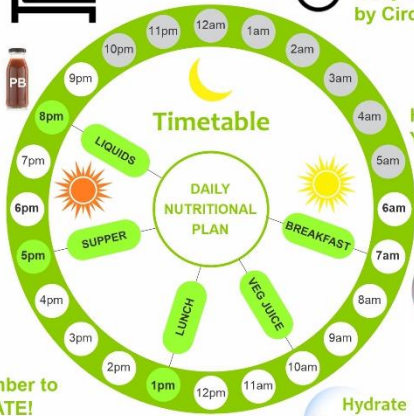 by Circ
12am
1am
2am
3am
4am
5am
6am
7am
8am
9am
10am
11am
12pm
1pm
2pm
3pm
4pm
5pm
6pm
7pm
8pm
9pm
10pm
11pm
PB
Timetable
LIQUIDS
DAILY
NUTRITIONAL
PLAN
SUPPER
BREAKFAST
LUNCH
VEG JUICE
mber to
ATE!
Hydrate